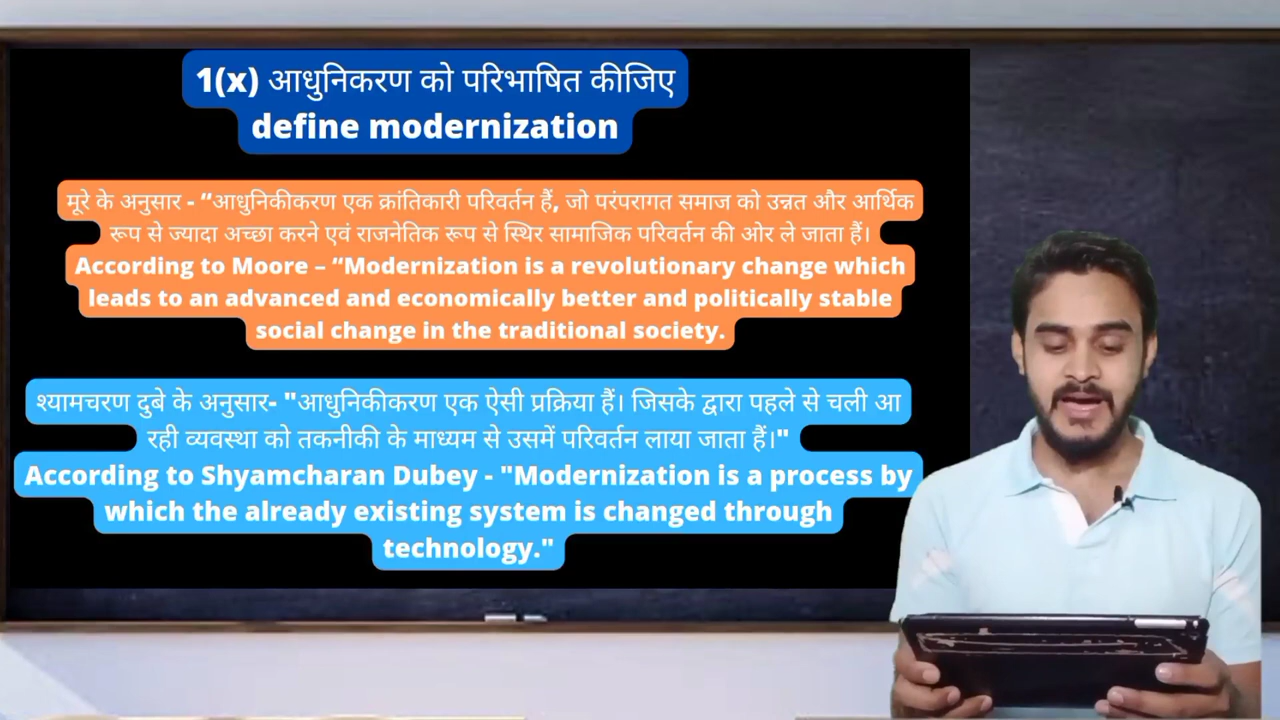 1(x) आधुनिकरण को परिभाषित कीजिए
define modernization
मूरे के अनुसार - “आधुनिकीकरण एक क्रांतिकारी परिवर्तन हैं, जो परंपरागत समाज को उन्नत और आर्थिक
रूप से ज्यादा अच्छा करने एवं राजनेतिक रूप से स्थिर सामाजिक परिवर्तन की ओर ले जाता हैं।
According to Moore – “Modernization is a revolutionary change which
leads to an advanced and economically better and politically stable
social change in the traditional society.
श्यामचरण दुबे के अनुसार- "आधुनिकीकरण एक ऐसी प्रक्रिया हैं। जिसके द्वारा पहले से चली आ
रही व्यवस्था को तकनीकी के माध्यम से उसमें परिवर्तन लाया जाता हैं।"
According to Shyamcharan Dubey - "Modernization is a process by
which the already existing system is changed through
technology."